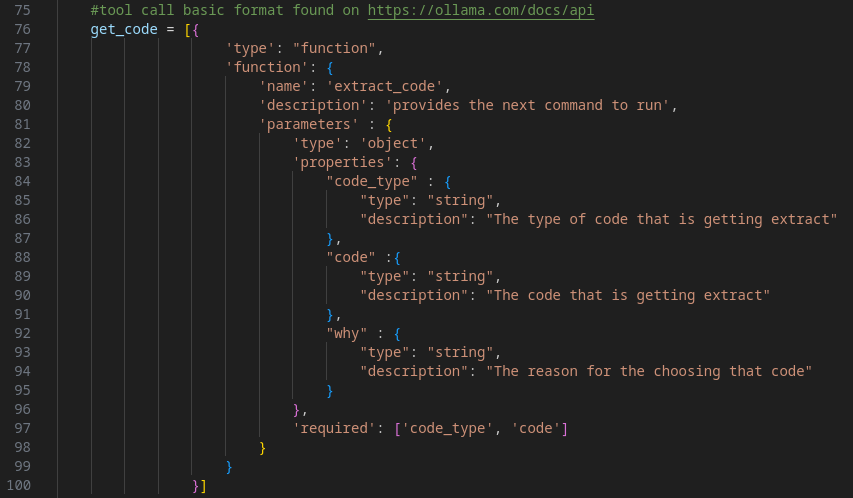 75 #tool call basic format found on https://ollama.com/docs/api
76 get_code = [{
77 'type': "function",
78 'function': {
79 'name': 'extract_code',
80 'description': 'provides the next command to run',
81 'parameters' : {
82 'type': 'object',
83 'properties': {
84 "code_type" : {
85 "type": "string",
86 "description": "The type of code that is getting extract"
87 },
88 "code" :{
89 "type": "string",
90 "description": "The code that is getting extract"
91 },
92 "why" : {
93 "type": "string",
94 "description": "The reason for the choosing that code"
95 }
96 },
97 'required': ['code_type', 'code']
98 }
99 }
100 }]